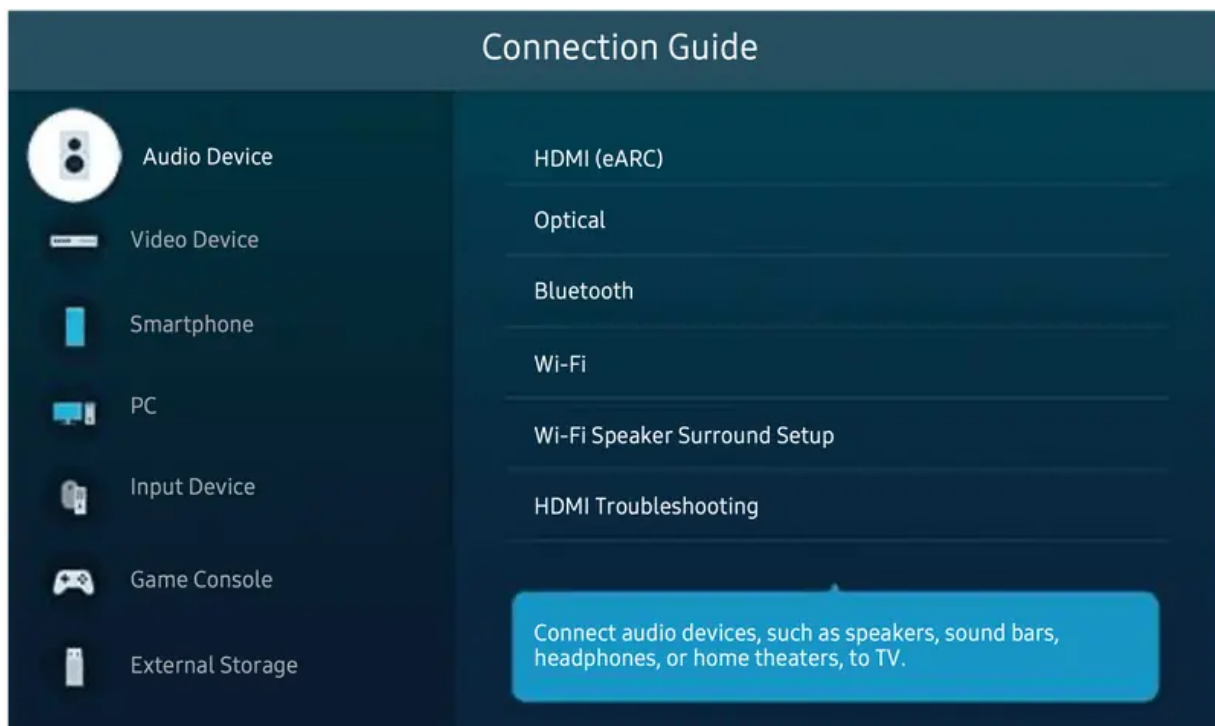 Connection Guide
Audio Device
Video Device
Smartphone
PC
Input Device
Game Console
External Storage
HDMI (eARC)
Optical
Bluetooth
Wi-Fi
Wi-Fi Speaker Surround Setup
HDMI Troubleshooting
Connect audio devices, such as speakers, sound bars,
headphones, or home theaters, to TV.